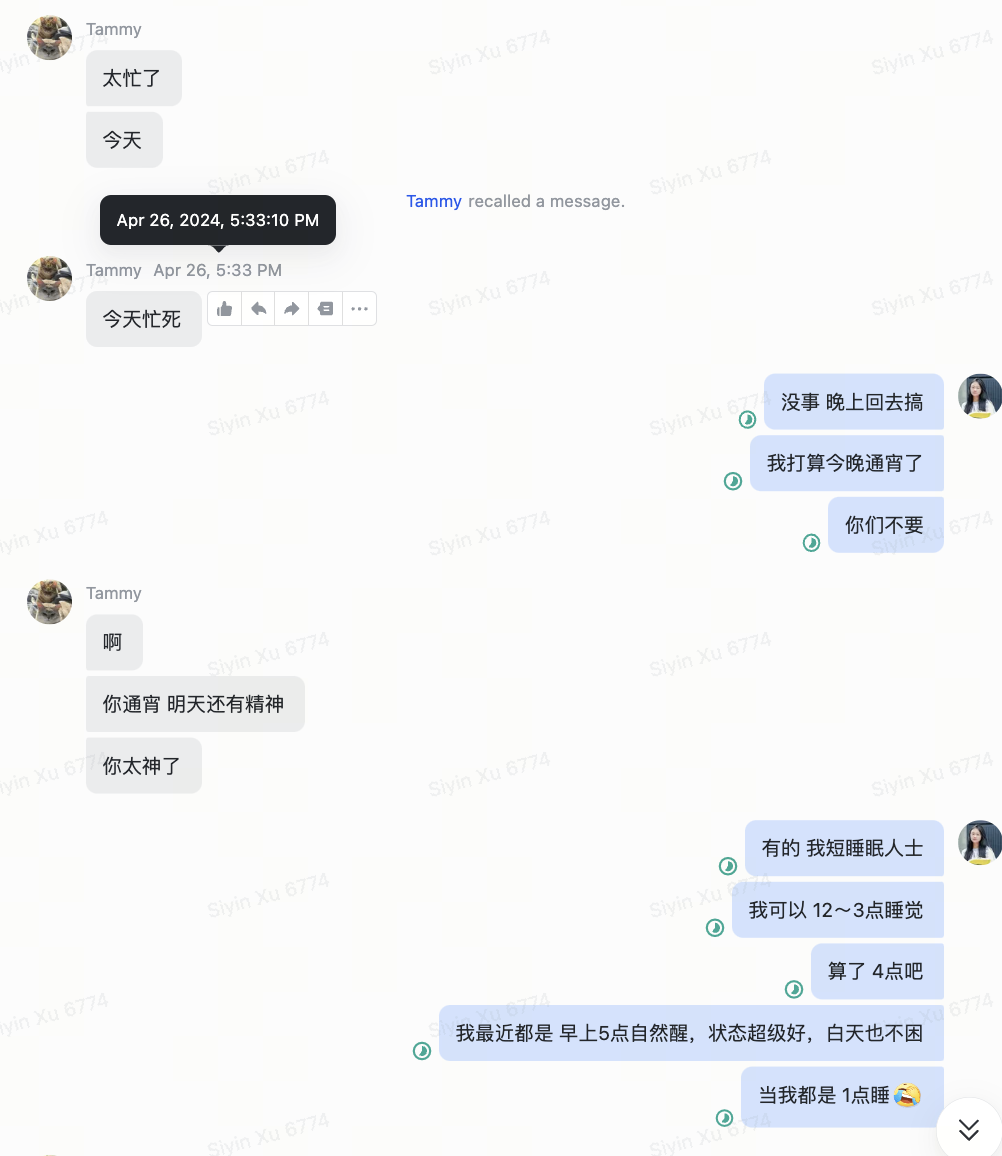 Tammy
太忙了
今天
Tammy recalled a message.
Apr 26, 2024, 5:33:10 PM
Tammy Apr 26, 5:33 PM
今天忙死
没事 晚上回去搞
我打算今晚通宵了
你们不要
Tammy
啊
你通宵 明天还有精神
你太神了
有的 我短睡眠人士
我可以 12～3点睡觉
算了 4点吧
我最近都是 早上5点自然醒，状态超级好，白天也不困
当我都是 1点睡🤣
Siyin Xu 6774